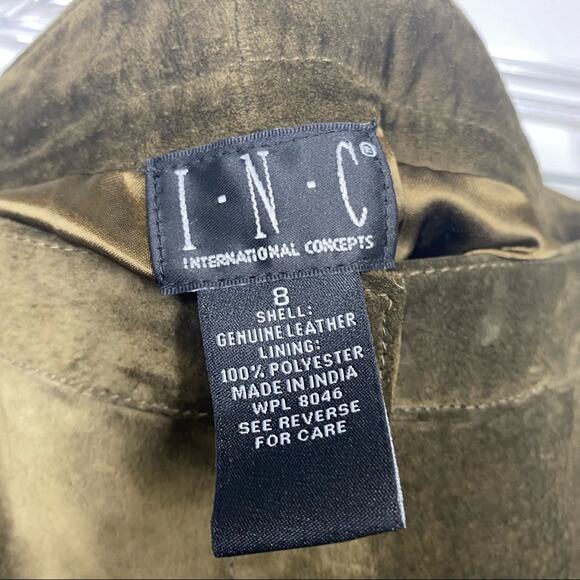 I·N·C®
INTERNATIONAL CONCEPTS
8
SHELL:
GENUINE LEATHER
LINING:
100% POLYESTER
MADE IN INDIA
WPL 8046
SEE REVERSE
FOR CARE